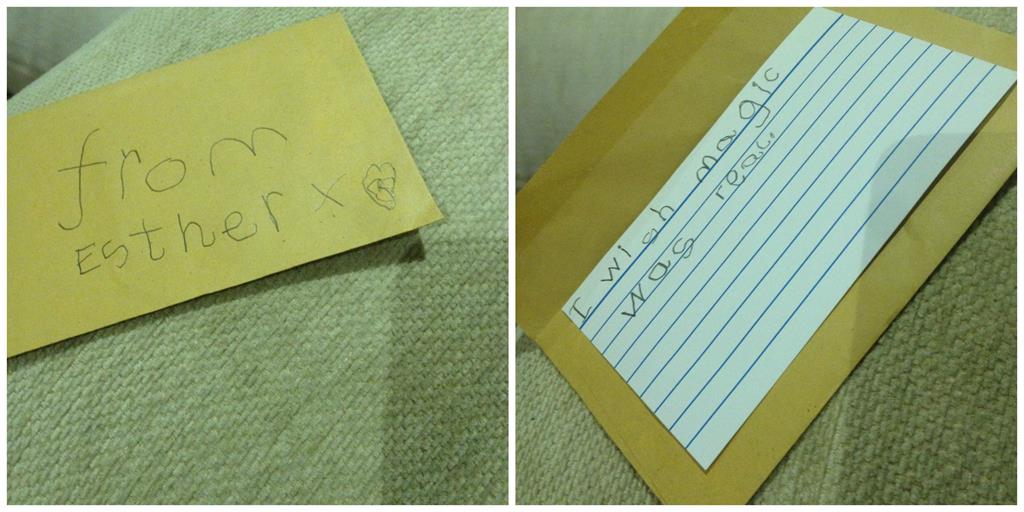 from
Esther x
I wish magic
was real.